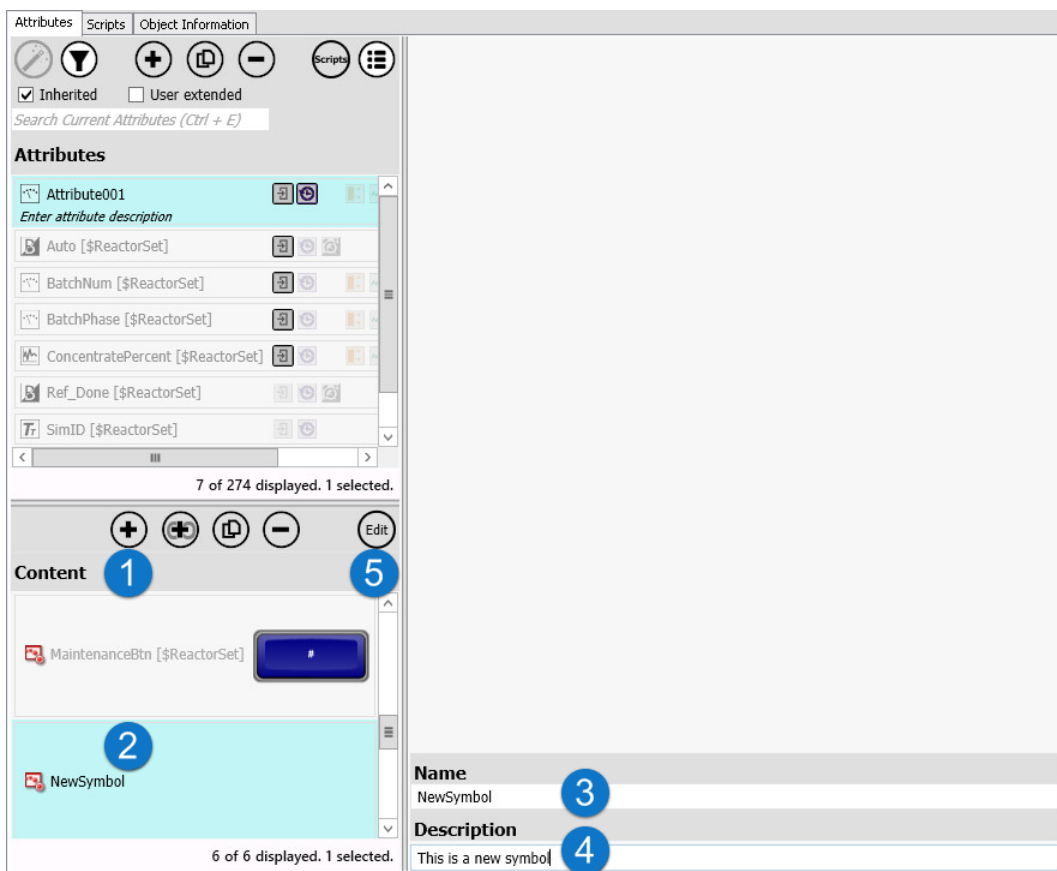 Attributes Scripts Object Information
Scripts
Inherited User extended
Search Current Attributes (Ctrl + E)
Attributes
Attribute001
Enter attribute description
Auto [$ReactorSet]
BatchNum [$ReactorSet]
BatchPhase [$ReactorSet]
ConcentratePercent [$ReactorSet]
Ref_Done [$ReactorSet]
SimID [$ReactorSet]
7 of 274 displayed. 1 selected.
Edit
Content 1 5
MaintenanceBtn [$ReactorSet] #
2
NewSymbol
6 of 6 displayed. 1 selected.
Name
NewSymbol 3
Description
This is a new symbol 4